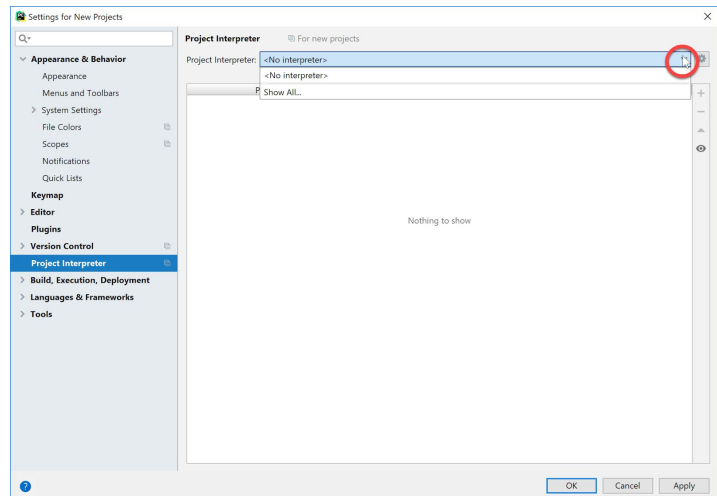 Settings for New Projects
Project Interpreter For new projects
Appearance & Behavior
Project Interpreter: <No interpreter>
Appearance
<No interpreter>
Menus and Toolbars
P Show All...
System Settings
File Colors
Scopes
Notifications
Quick Lists
Keymap
Editor
Nothing to show
Plugins
Version Control
Project Interpreter
Build, Execution, Deployment
Languages & Frameworks
Tools
? OK Cancel Apply